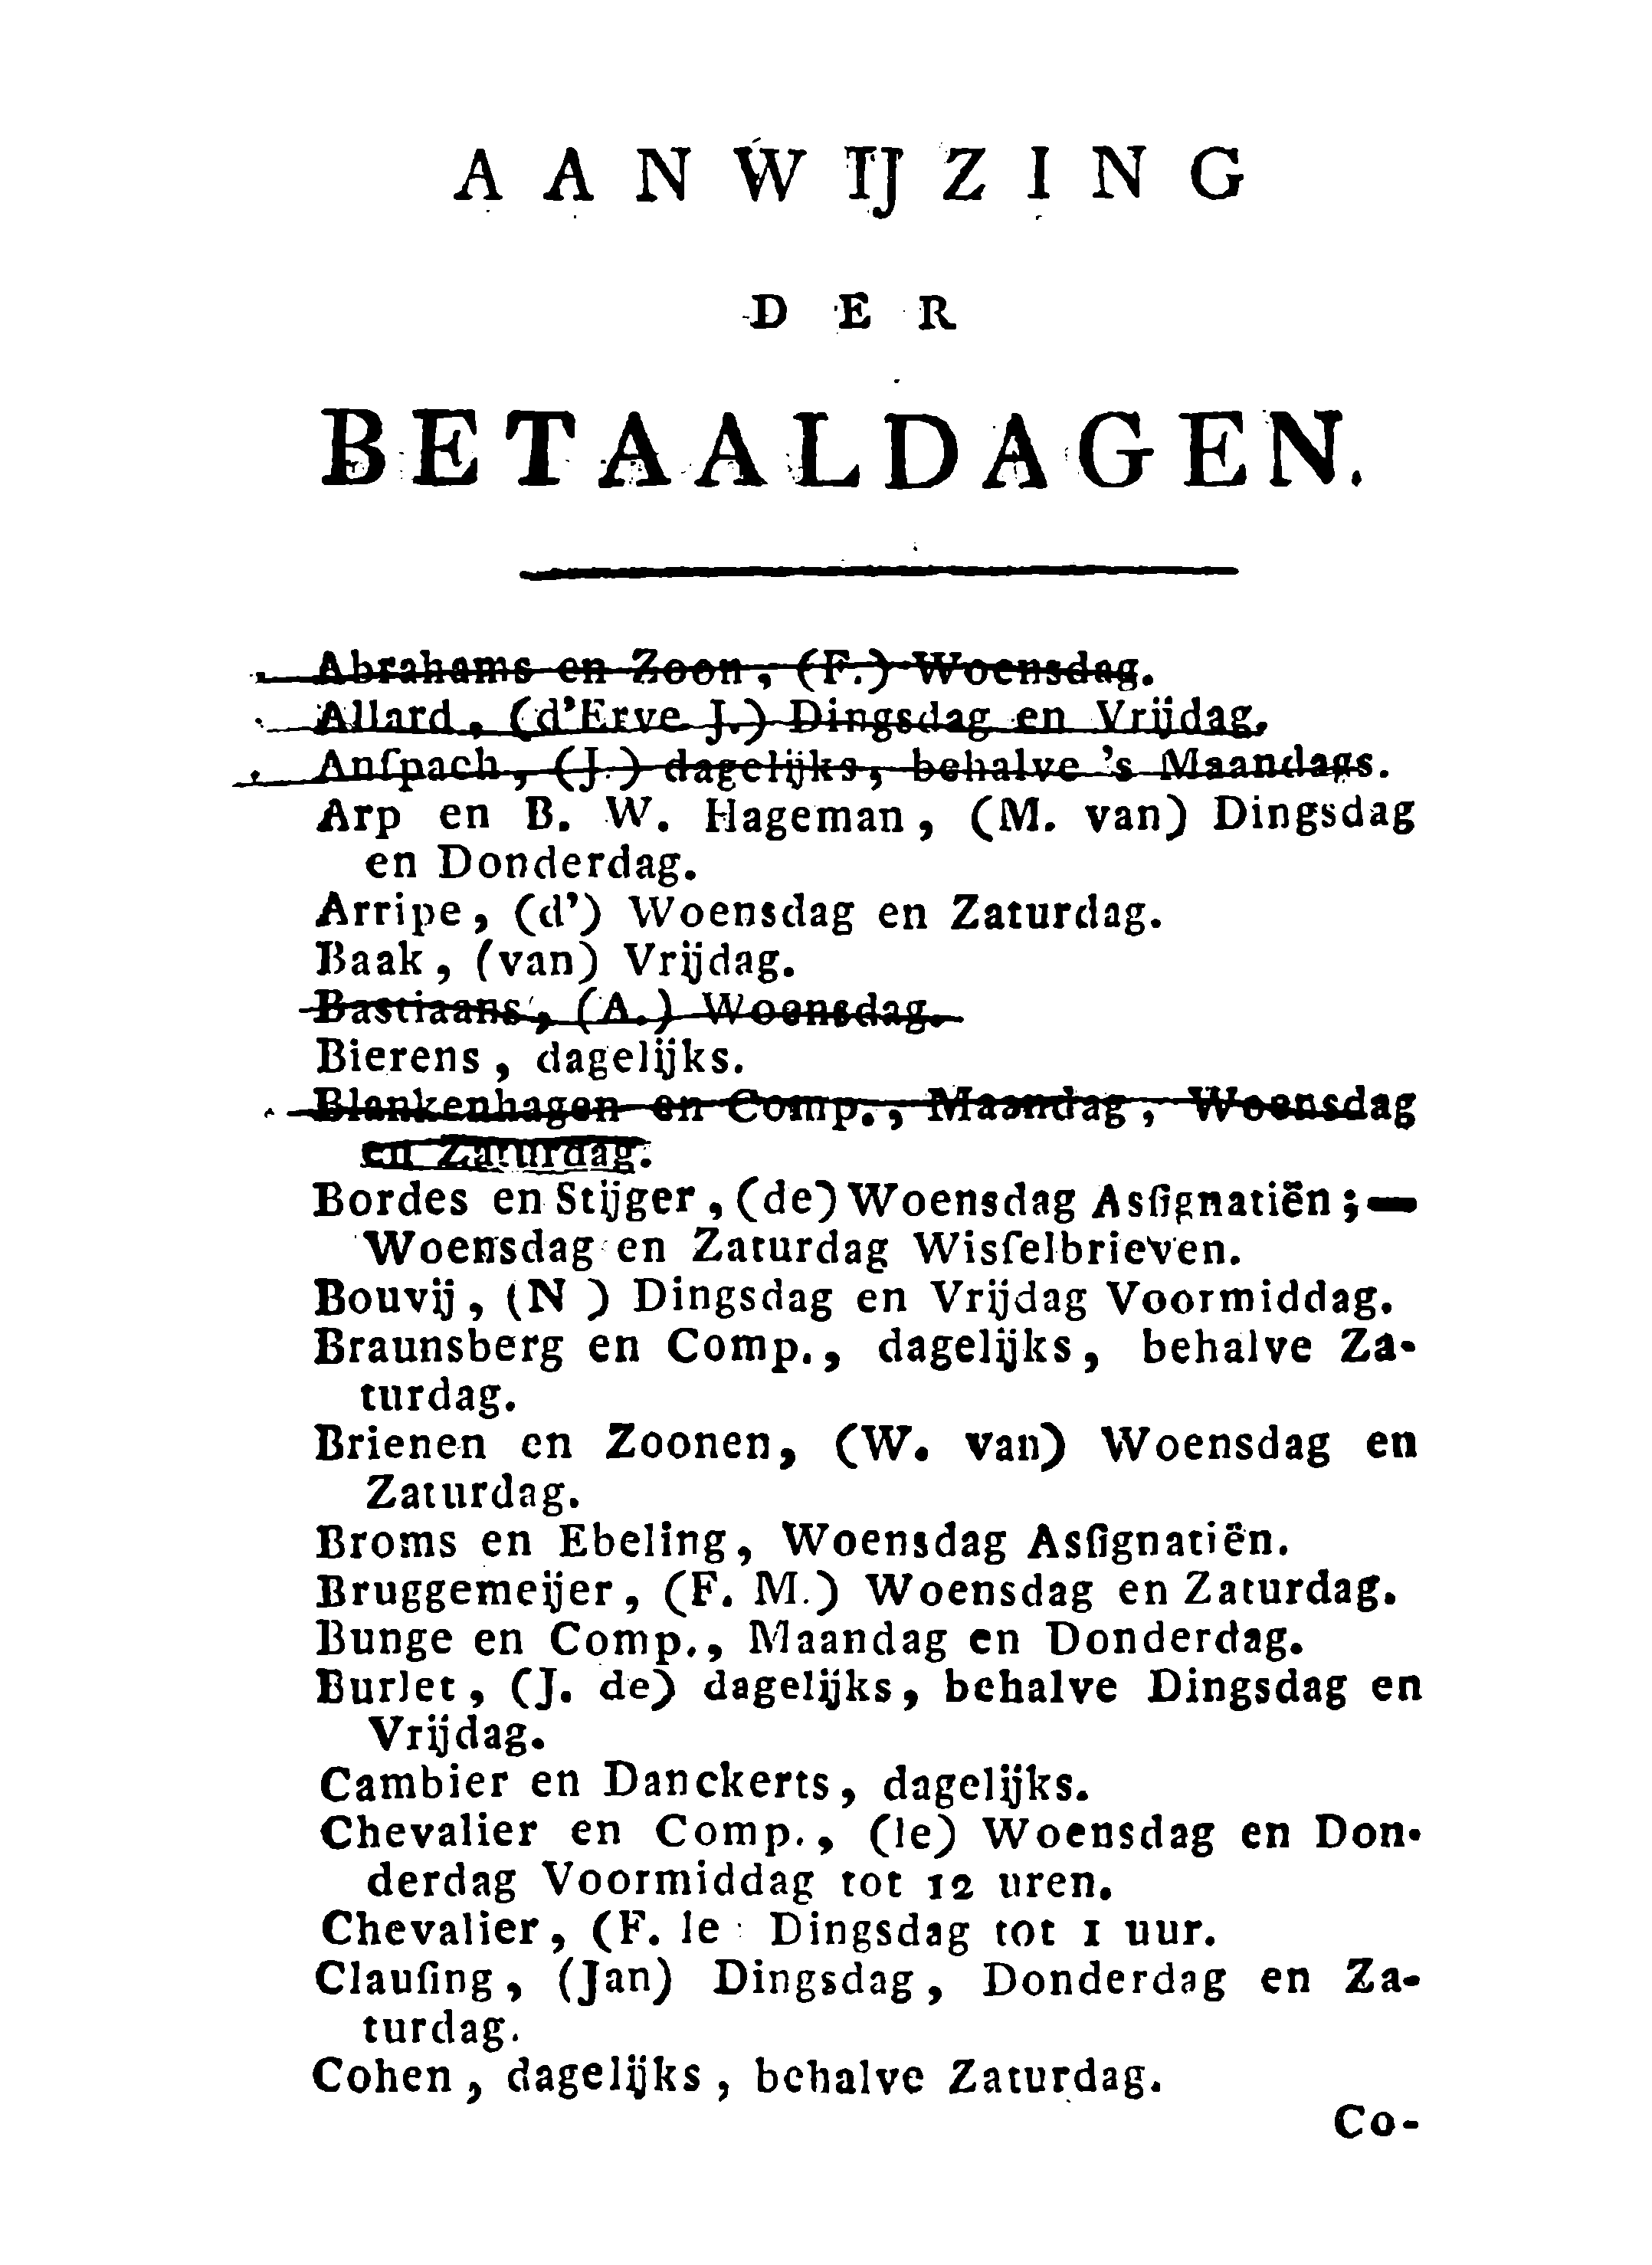 AANWIJZING
DER
BETAALDAGEN.
Abrahams en Zoon, (F.) Woensdag.
Allard, (d'Erve J.) Dingsdag en Vrijdag.
Anſpach, (J.) dagelijks, behalve 's Maandags.
Arp en B. W. Hageman, (M. van) Dingsdag
en Donderdag.
Arripe, (d') Woensdag en Zaturdag.
Baak, (van) Vrijdag.
Bastiaans, (A.) Woensdag.
Bierens, dagelijks.
Blankenhagen en Comp., Maandag, Woensdag
en Zaturdag.
Bordes en Stijger, (de) Woensdag Asſignatiën; —
Woensdag en Zaturdag Wisſelbrieven.
Bouvij, (N ) Dingsdag en Vrijdag Voormiddag.
Braunsberg en Comp., dagelijks, behalve Za-
turdag.
Brienen en Zoonen, (W. van) Woensdag en
Zaturdag.
Broms en Ebeling, Woensdag Asſignatiën.
Bruggemeijer, (F. M.) Woensdag en Zaturdag.
Bunge en Comp., Maandag en Donderdag.
Burlet, (J. de) dagelijks, behalve Dingsdag en
Vrijdag.
Cambier en Danckerts, dagelijks.
Chevalier en Comp., (le) Woensdag en Don-
derdag Voormiddag tot 12 uren.
Chevalier, (F. le Dingsdag tot 1 uur.
Clauſing, (Jan) Dingsdag, Donderdag en Za-
turdag.
Cohen, dagelijks, behalve Zaturdag.
Co-